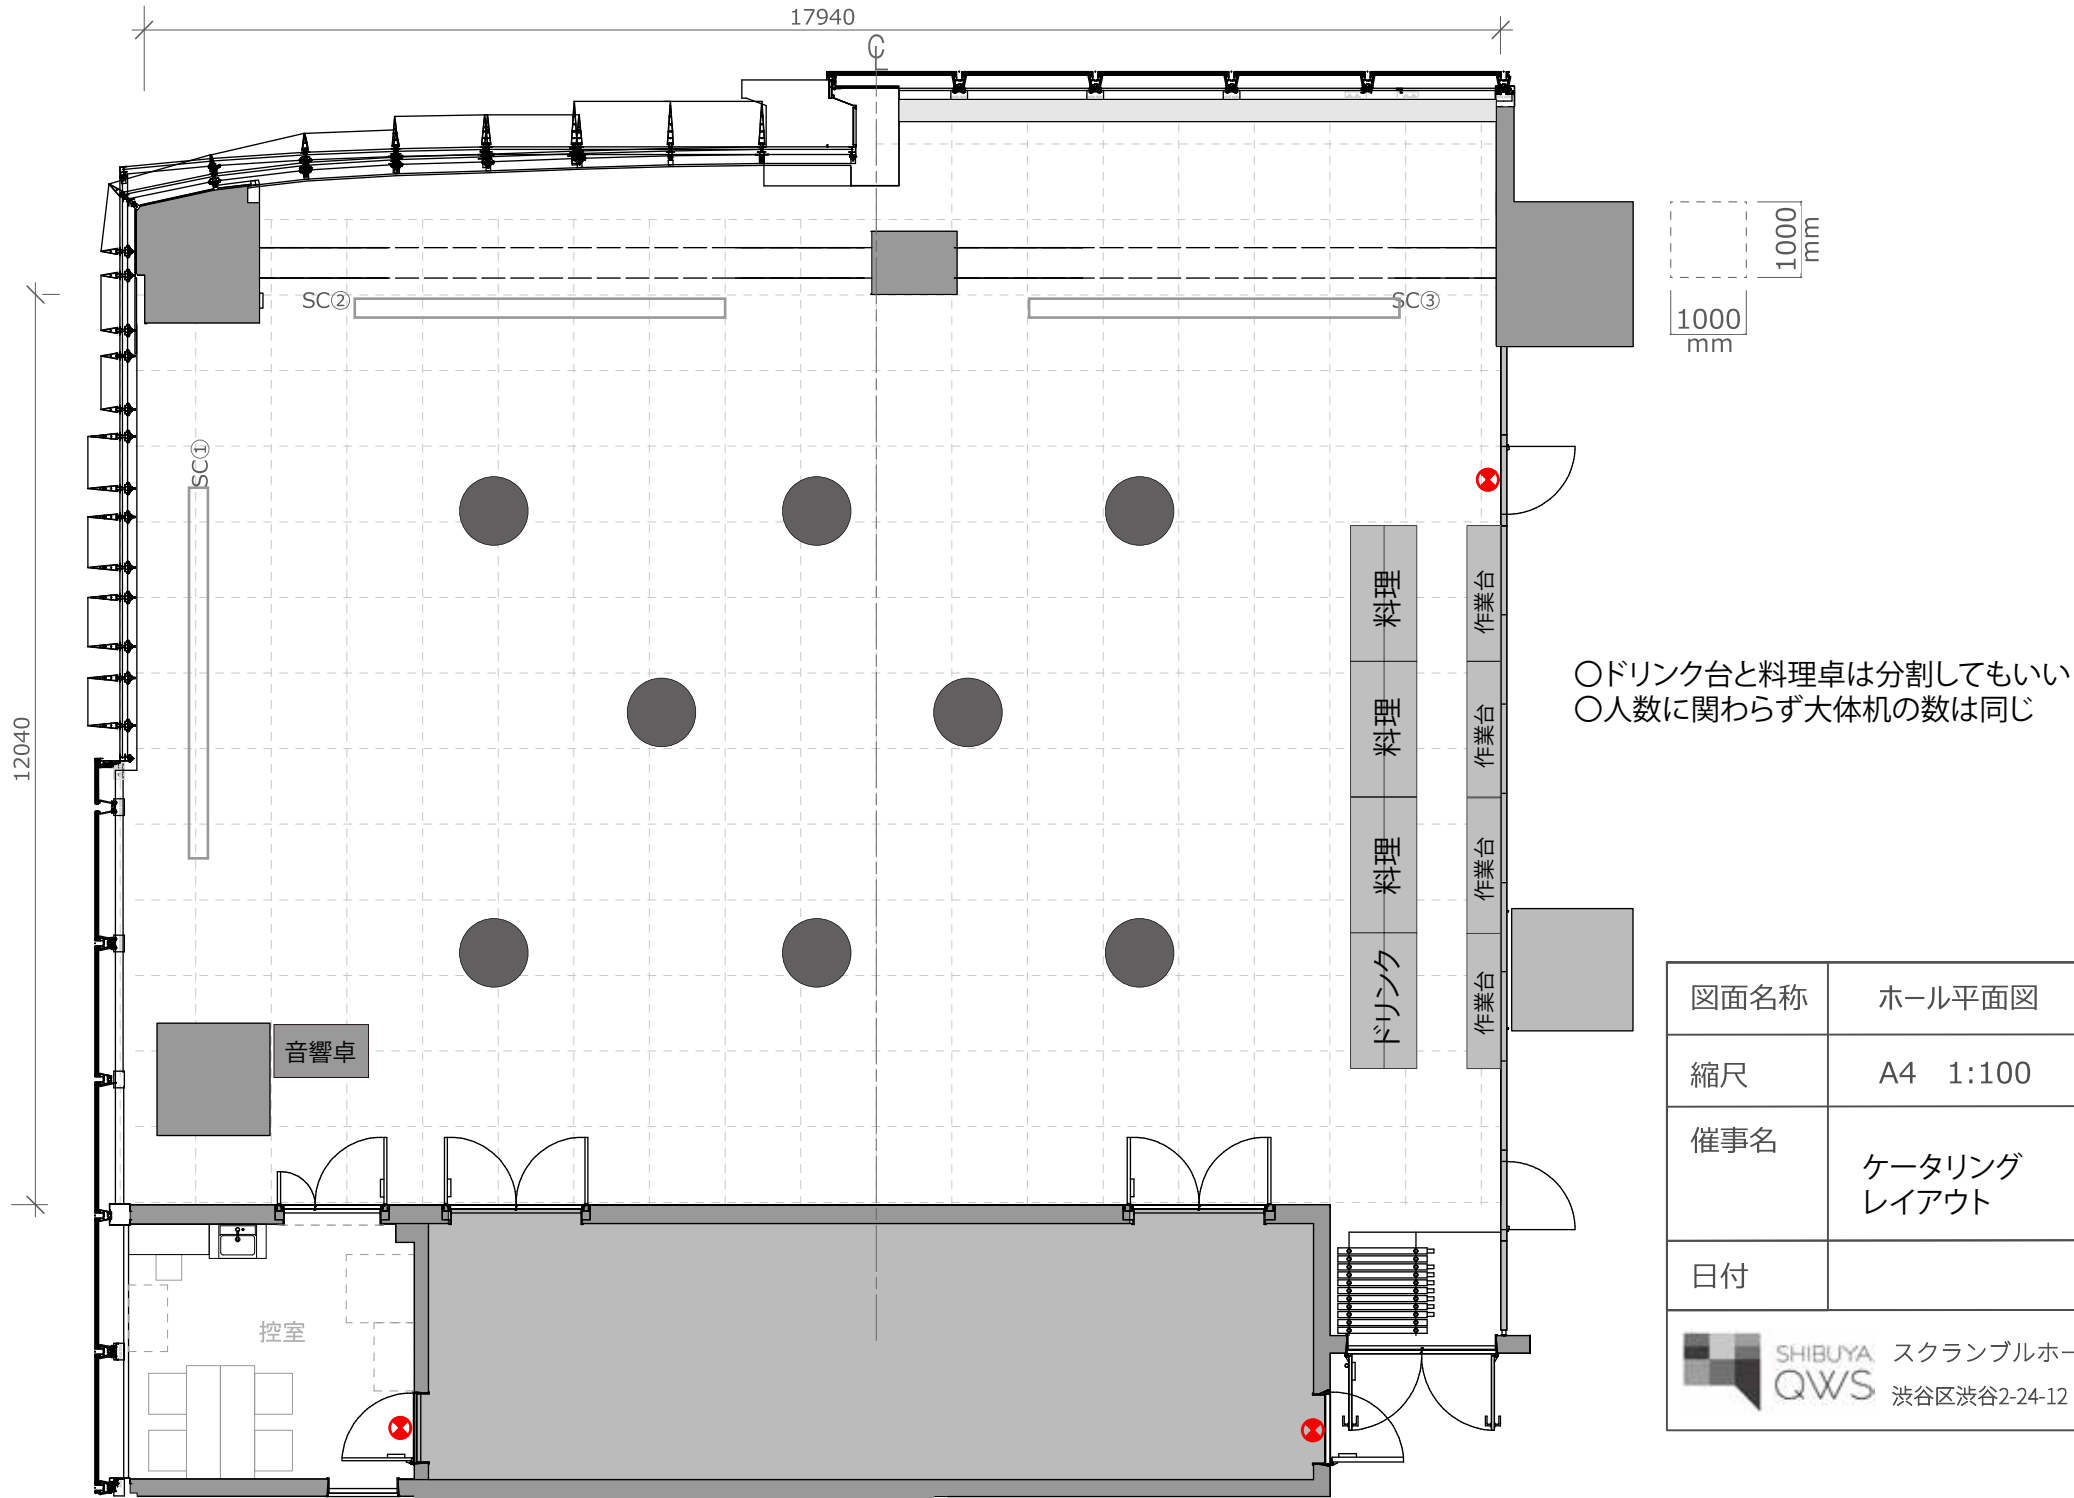 17940
℄
SC②
SC③
1000
mm
1000
mm
SC①
12040
料理
作業台
料理
作業台
料理
作業台
ドリンク
作業台
〇ドリンク台と料理卓は分割してもいい
〇人数に関わらず大体机の数は同じ
音響卓
控室
図面名称 ホール平面図
縮尺 A4 1:100
催事名
ケータリング
レイアウト
日付
SHIBUYA
QWS
スクランブルホー
渋谷区渋谷2-24-12